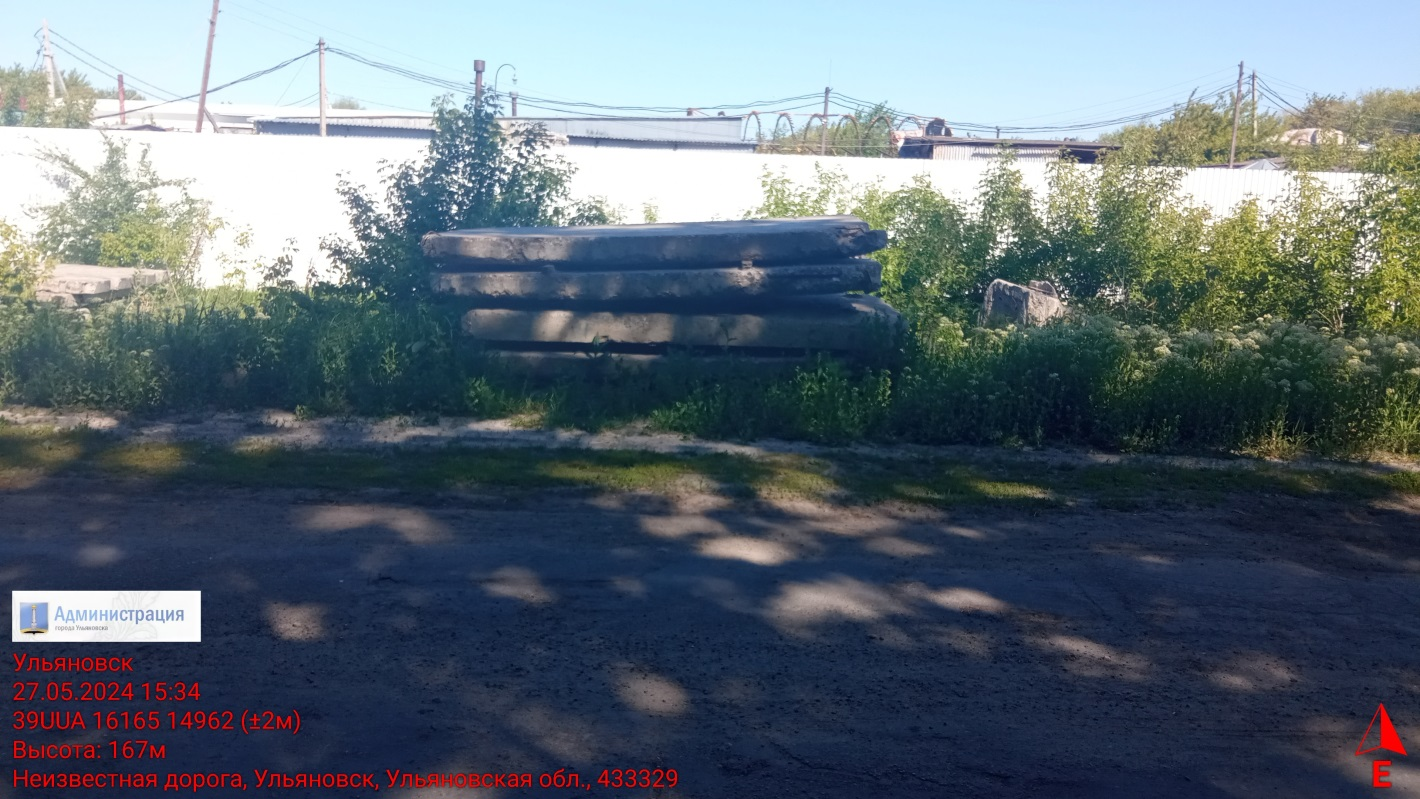 Администрация
города Ульяновска
Ульяновск
27.05.2024 15:34
39UUA 16165 14962 (±2м)
Высота: 167м
Неизвестная дорога, Ульяновск, Ульяновская обл., 433329
E